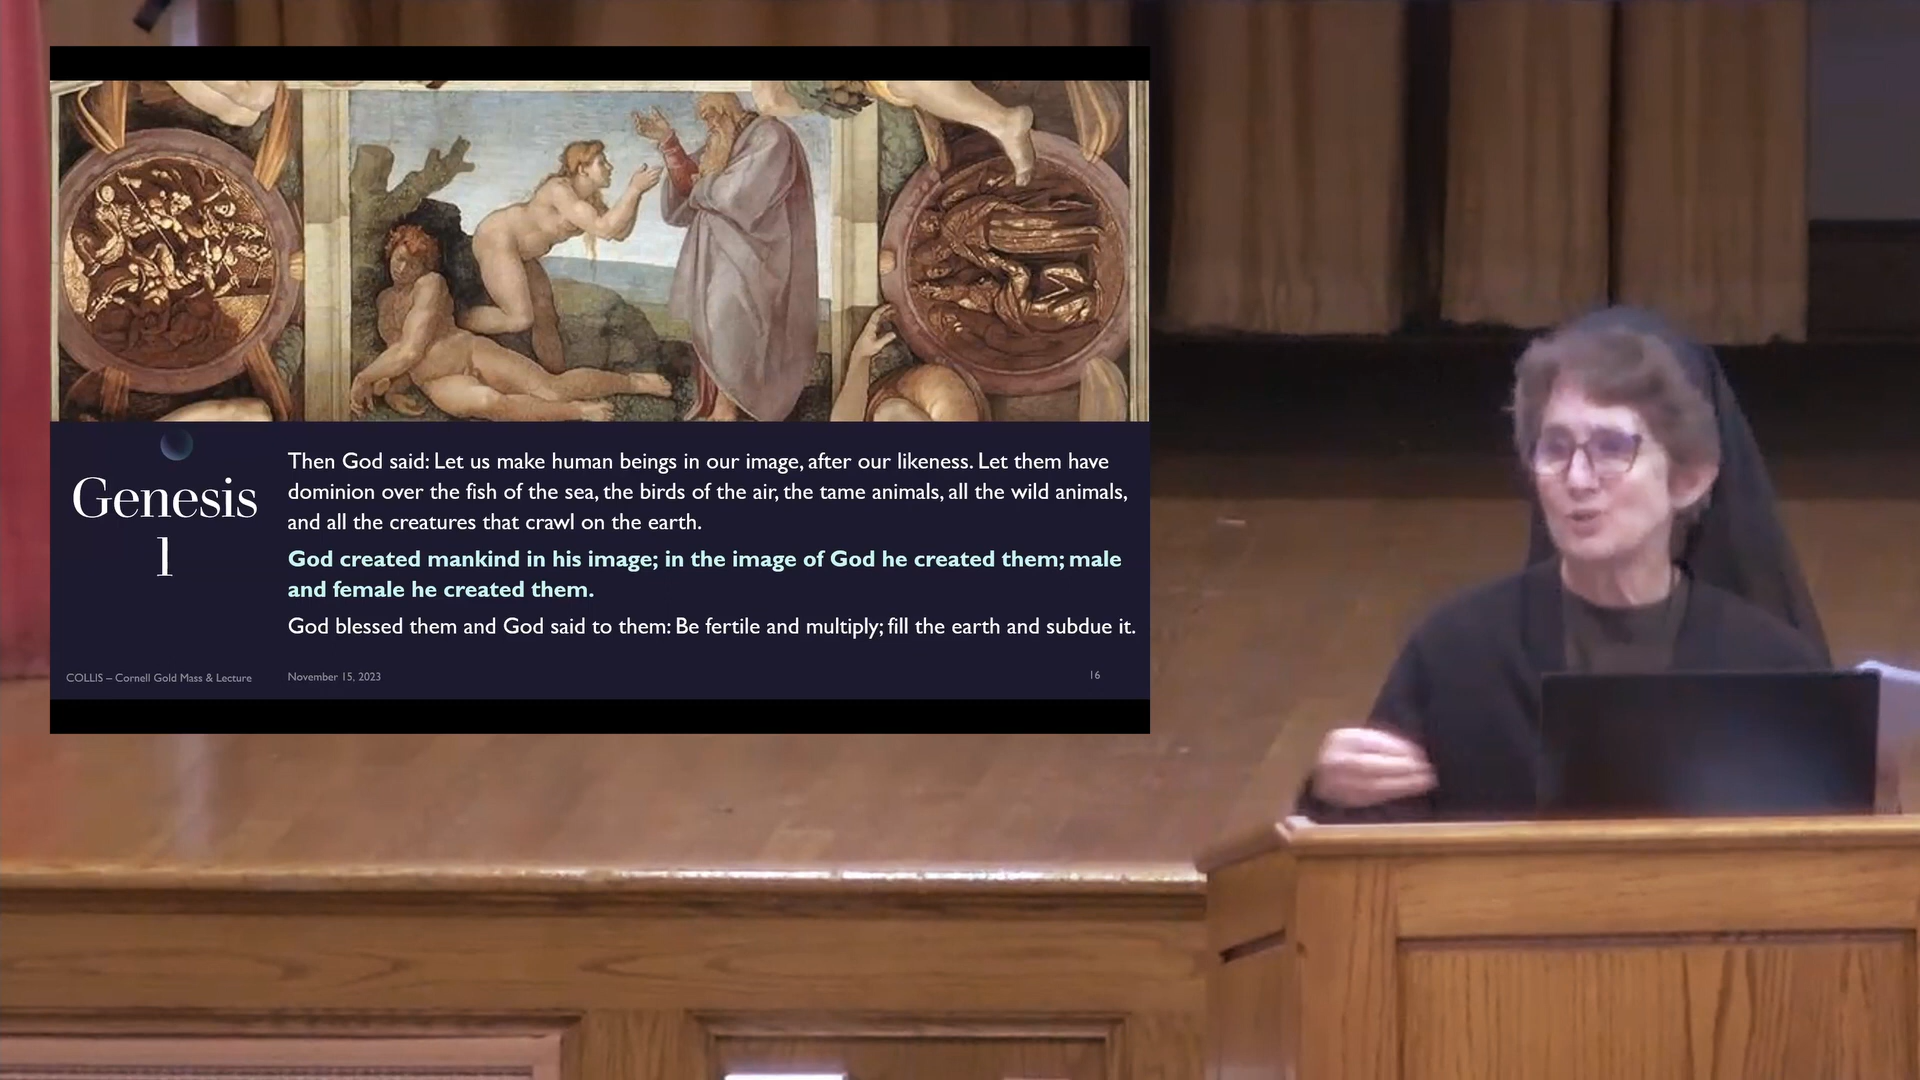 Genesis
1
Then God said: Let us make human beings in our image, after our likeness. Let them have
dominion over the fish of the sea, the birds of the air, the tame animals, all the wild animals,
and all the creatures that crawl on the earth.
God created mankind in his image; in the image of God he created them; male
and female he created them.
God blessed them and God said to them: Be fertile and multiply; fill the earth and subdue it.
COLLIS – Cornell Gold Mass & Lecture
November 15, 2023
16